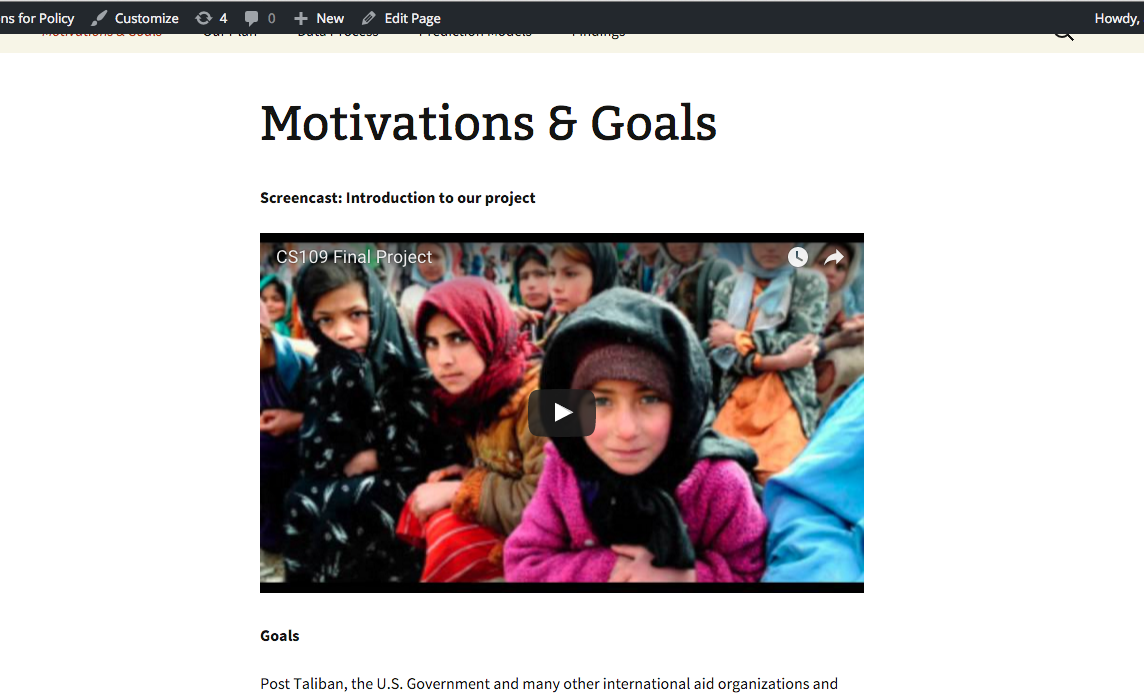 ns for Policy Customize 4 0 New Edit Page Howdy,
Motivations & Goals Our Plan Data Process Prediction Models Findings
Motivations & Goals
Screencast: Introduction to our project
CS109 Final Project
Goals
Post Taliban, the U.S. Government and many other international aid organizations and